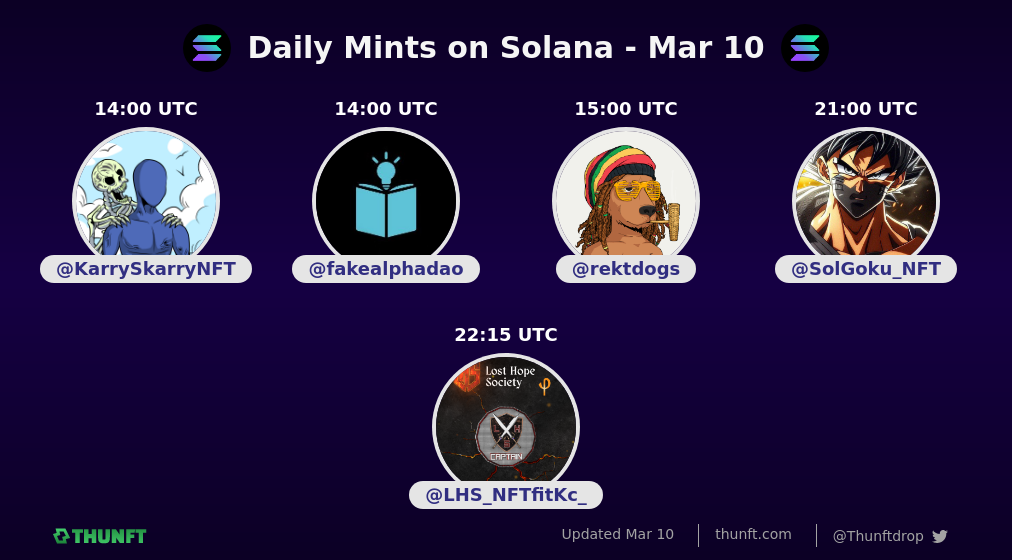 Daily Mints on Solana - Mar 10
14:00 UTC
@KarrySkarryNFT
14:00 UTC
@fakealphadao
15:00 UTC
@rektdogs
21:00 UTC
@SolGoku_NFT
22:15 UTC
Lost Hope
Society
φ
L H
CAPTAIN
@LHS_NFTfitKc_
THUNFT
Updated Mar 10
thunft.com
@Thunftdrop